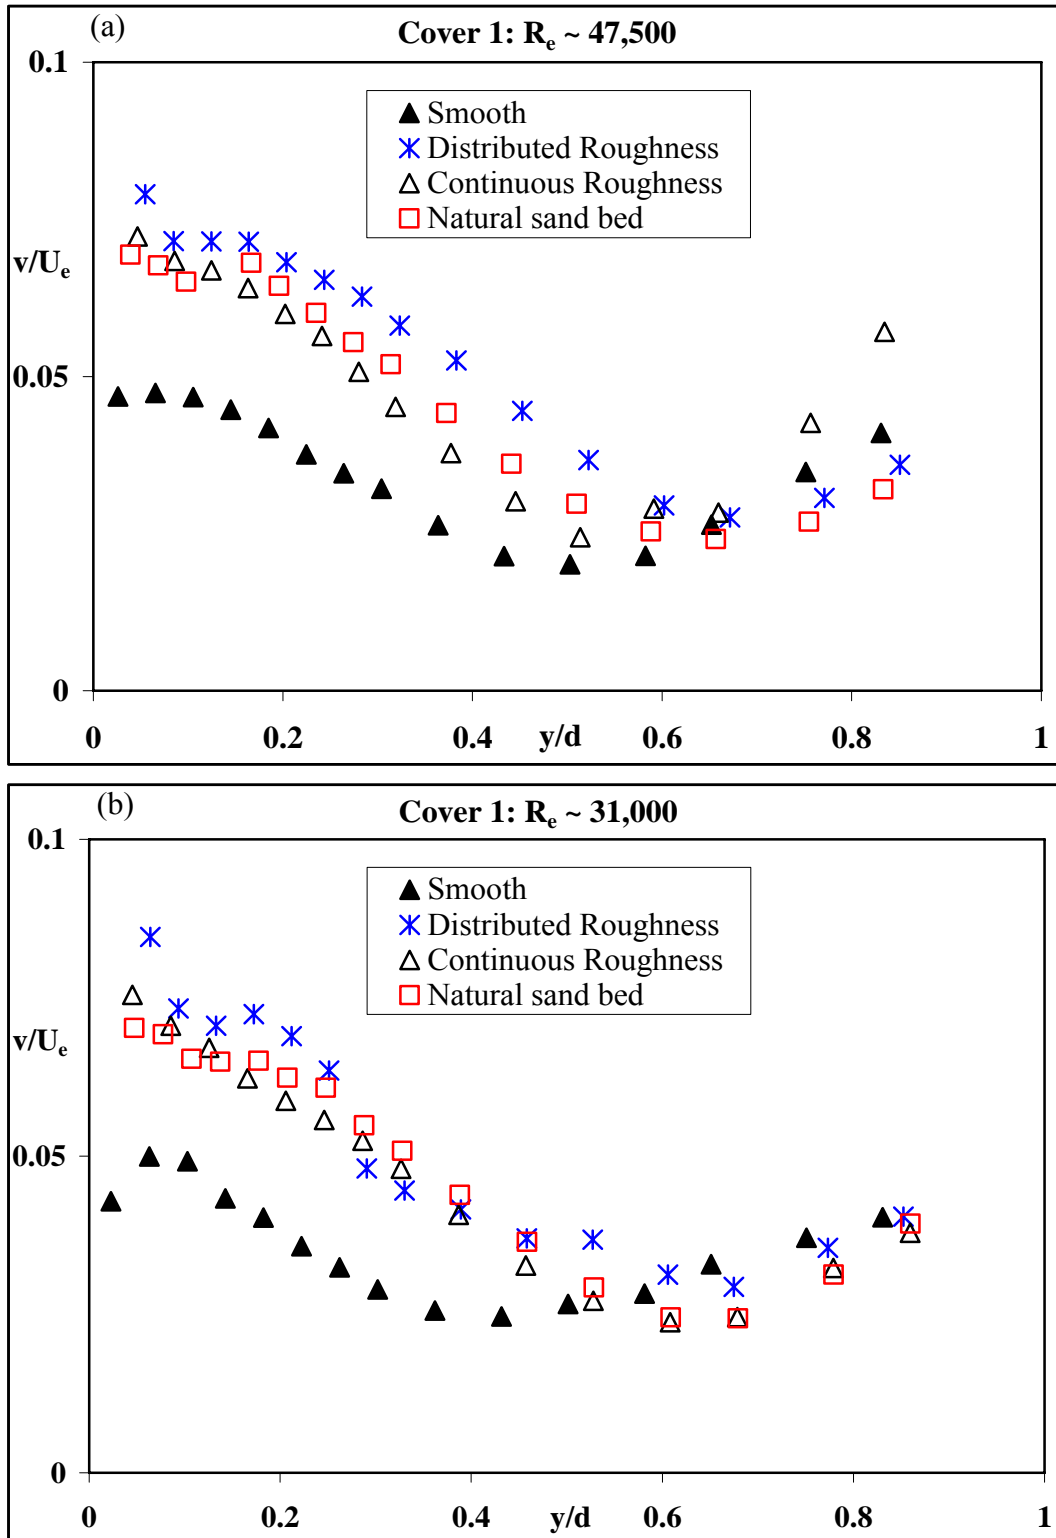 (a)
Cover 1: Re ~ 47,500
0.1
Smooth
Distributed Roughness
Continuous Roughness
Natural sand bed
v/Ue
0.05
0
0 0.2 0.4 y/d 0.6 0.8 1
(b)
Cover 1: Re ~ 31,000
0.1
Smooth
Distributed Roughness
Continuous Roughness
Natural sand bed
v/Ue
0.05
0
0 0.2 0.4 y/d 0.6 0.8 1